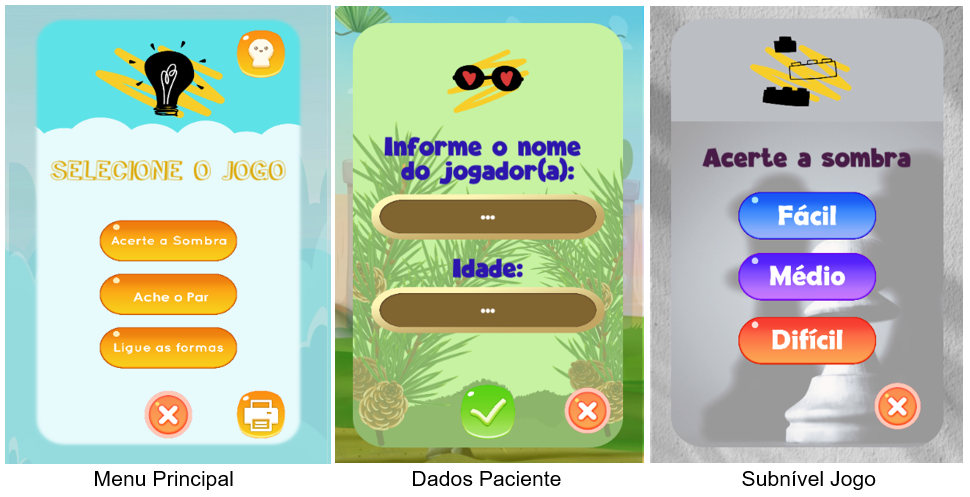 SELECIONE O JOGO
Acerte a Sombra
Ache o Par
Ligue as formas
Menu Principal
Informe o nome
do jogador(a):
...
Idade:
...
Dados Paciente
Acerte a sombra
Fácil
Médio
Difícil
Subnível Jogo